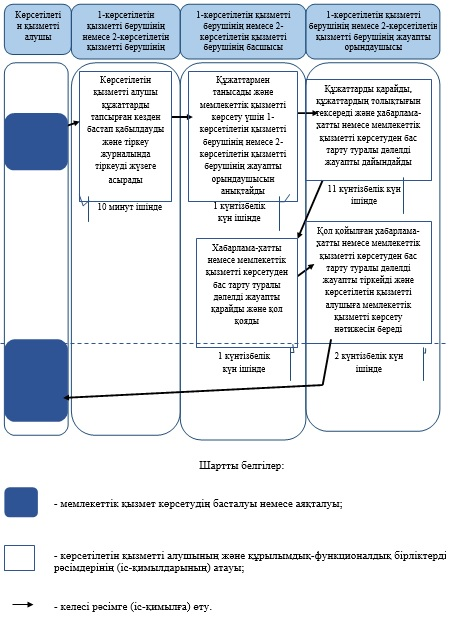 Көрсетілеті
н қызметті
алушы
1-көрсетілетін
қызметті берушінің
немесе 2-көрсетілетін
қызметті берушінің
1-көрсетілетін қызметті
берушінің немесе 2-
көрсетілетін қызметті
берушінің басшысы
1-көрсетілетін қызметті
берушінің немесе 2-көрсетілетін
қызметті берушінің жауапты
орындаушысы
Көрсетілетін
қызметті алушы
құжаттарды
тапсырған кезден
бастап қабылдауды
және тіркеу
журналында
тіркеуді жүзеге
асырады
10 минут ішінде
Құжаттармен
танысады және
мемлекеттік қызметті
көрсету үшін 1-
көрсетілетін қызметті
берушінің немесе 2-
көрсетілетін қызметті
берушінің жауапты
орындаушысын
анықтайды
1 күнтізбелік
күн ішінде
Құжаттарды қарайды,
құжаттардың толықтығын
тексереді және хабарлама-
хатты немесе мемлекеттік
қызметті көрсетуден бас
тарту туралы дәлелді
жауапты дайындайды
11 күнтізбелік күн
ішінде
Хабарлама-хатты
немесе мемлекеттік
қызметті көрсетуден
бас тарту туралы
дәлелді жауапты
қарайды және қол
қояды
1 күнтізбелік
күн ішінде
Қол қойылған хабарлама-
хатты немесе мемлекеттік
қызметті көрсетуден бас
тарту туралы дәлелді
жауапты тіркейді және
көрсетілетін қызметті
алушыға мемлекеттік
қызметті көрсету
нәтижесін береді
2 күнтізбелік күн
ішінде
Шартты белгілер:
- мемлекеттік қызмет көрсетудің басталуы немесе аяқталуы;
- көрсетілетін қызметті алушының және құрылымдық-функционалдық бірліктерді
рәсімдерінің (іс-қимылдарының) атауы;
- келесі рәсімге (іс-қимылға) өту.